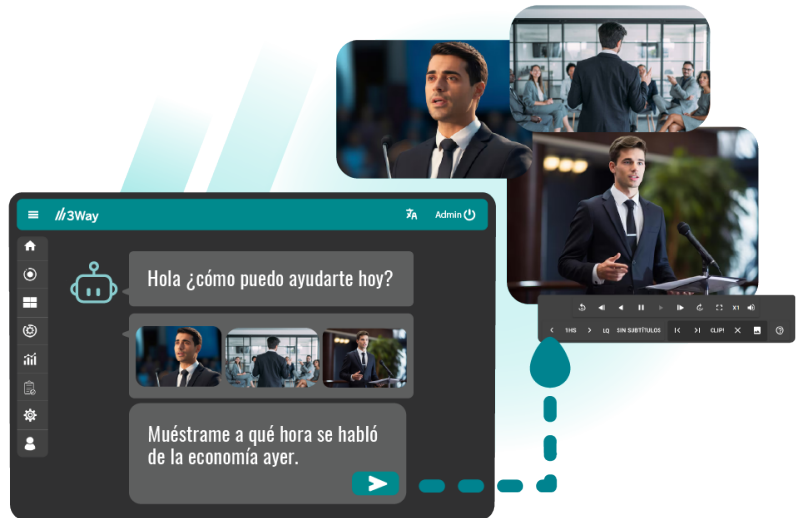 3Way
Admin
Hola ¿cómo puedo ayudarte hoy?
Muéstrame a qué hora se habló
de la economía ayer.
X1
1HS
LQ
SIN SUBTÍTULOS
CLIP!